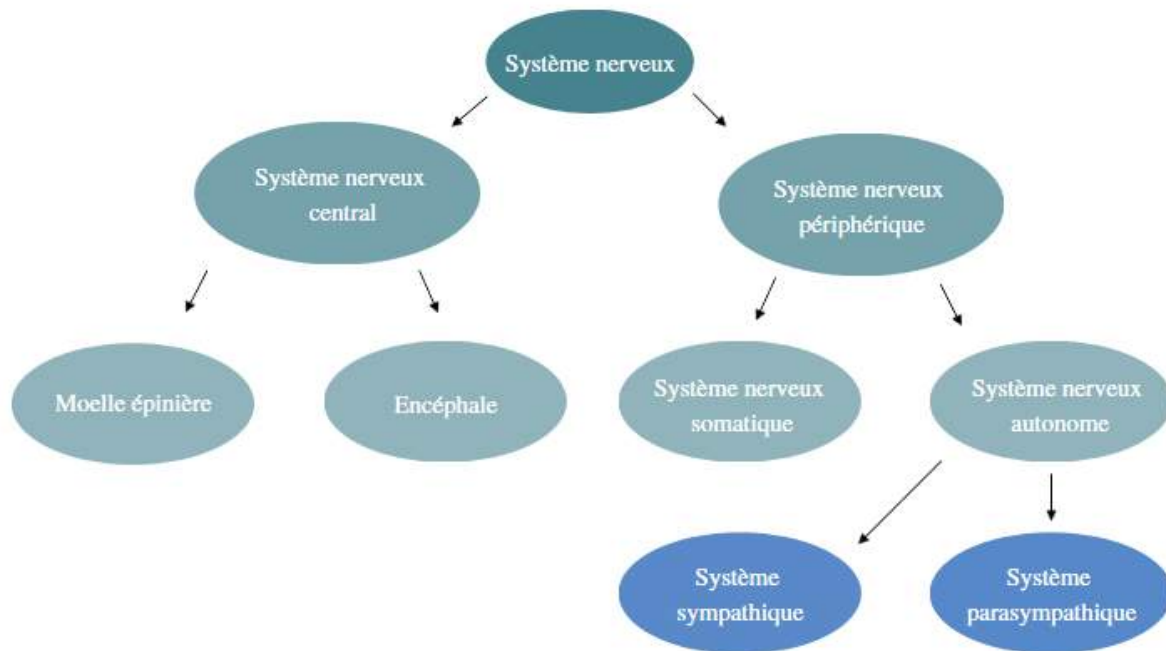 Système nerveux
Système nerveux
central
Système nerveux
périphérique
Moelle épinière
Encéphale
Système nerveux
somatique
Système nerveux
autonome
Système
sympathique
Système
parasympathique